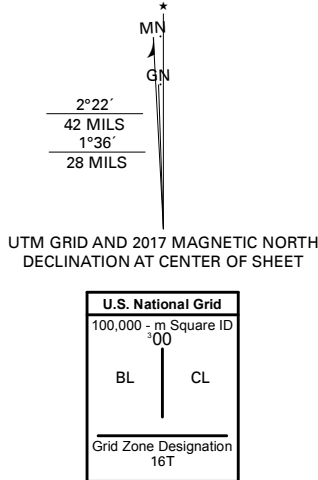 ★
MN
GN
2°22´
42 MILS
1°36´
28 MILS
UTM GRID AND 2017 MAGNETIC NORTH
DECLINATION AT CENTER OF SHEET
U.S. National Grid
100,000 - m Square ID
³00
BL CL
Grid Zone Designation
16T